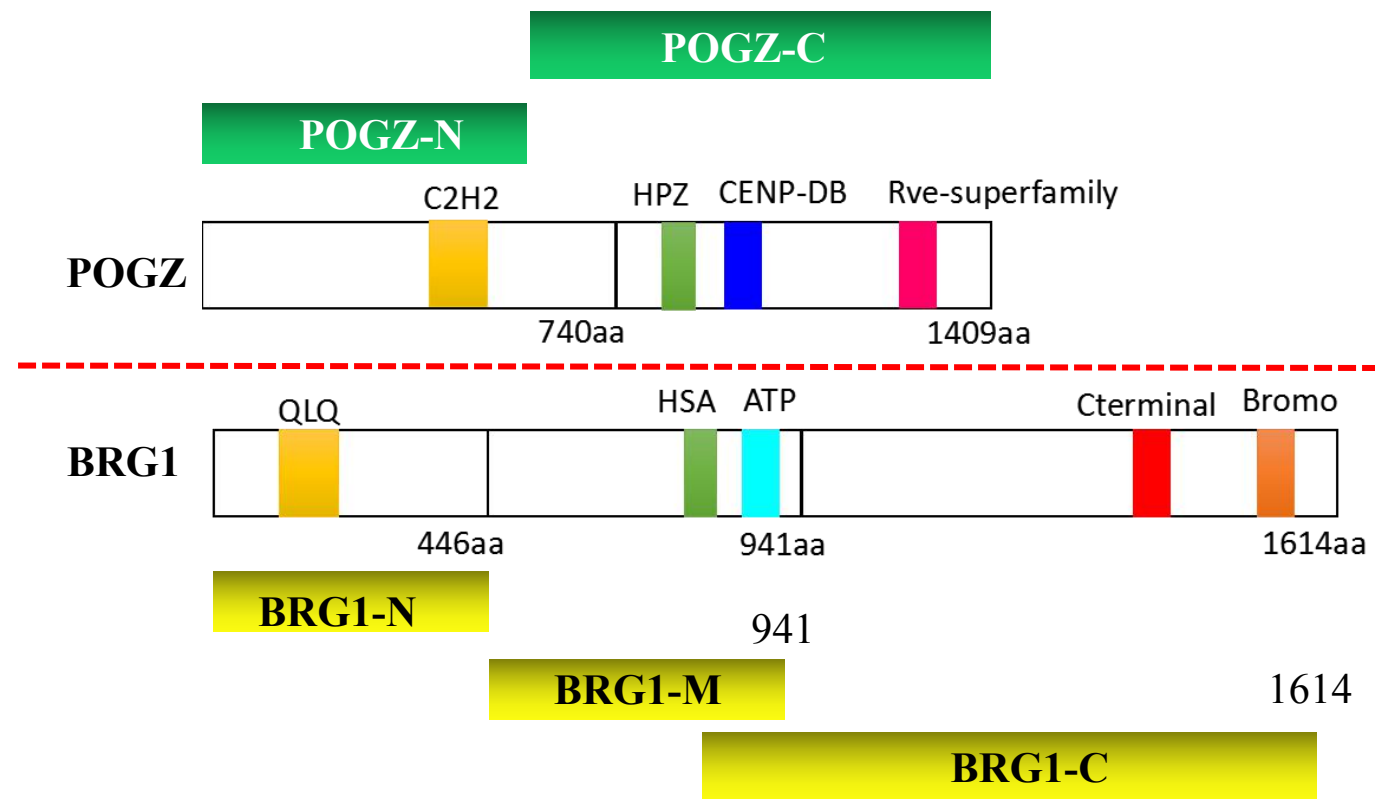 POGZ-C
POGZ-N
C2H2 HPZ CENP-DB Rve-superfamily
POGZ
740aa 1409aa
QLQ HSA ATP Cterminal Bromo
BRG1
446aa 941aa 1614aa
BRG1-N
941
BRG1-M
1614
BRG1-C